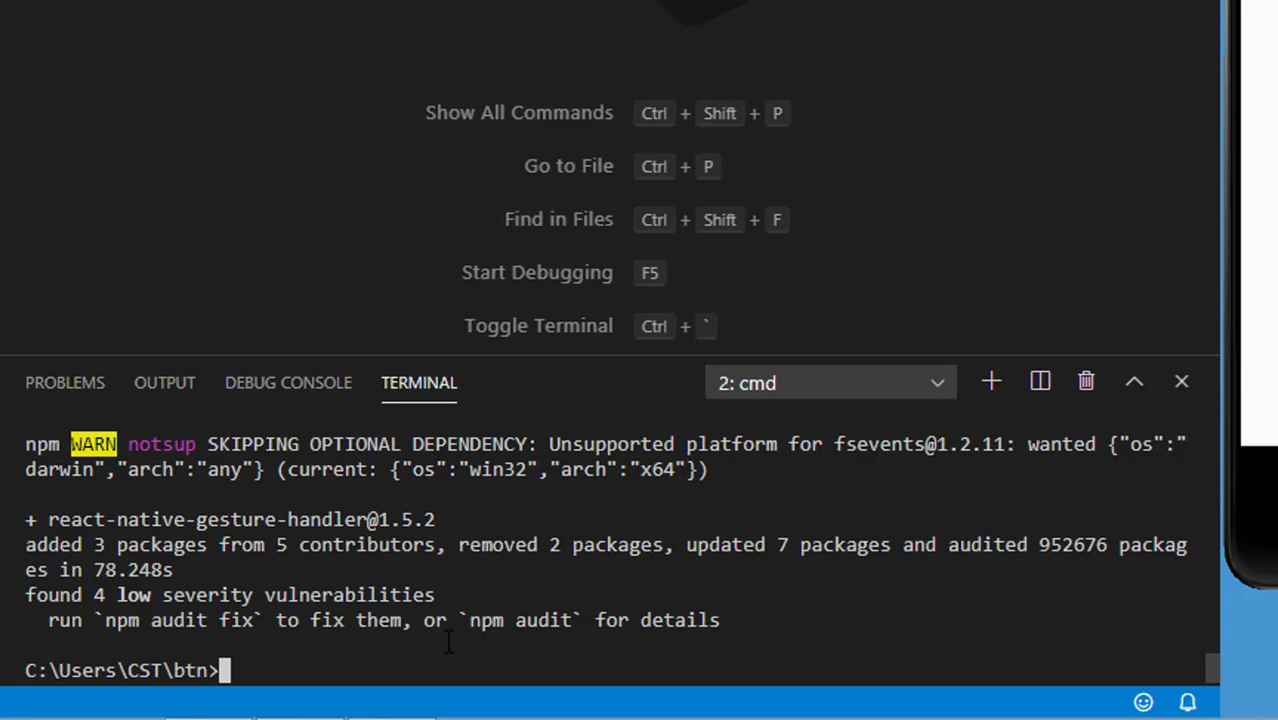 Show All Commands Ctrl + Shift + P
Go to File Ctrl + P
Find in Files Ctrl + Shift + F
Start Debugging F5
Toggle Terminal Ctrl + `
PROBLEMS OUTPUT DEBUG CONSOLE TERMINAL 2: cmd
npm WARN notsup SKIPPING OPTIONAL DEPENDENCY: Unsupported platform for fsevents@1.2.11: wanted {"os":"
darwin","arch":"any"} (current: {"os":"win32","arch":"x64"})
+ react-native-gesture-handler@1.5.2
added 3 packages from 5 contributors, removed 2 packages, updated 7 packages and audited 952676 packag
es in 78.248s
found 4 low severity vulnerabilities
run `npm audit fix` to fix them, or `npm audit` for details
C:\Users\CST\btn>